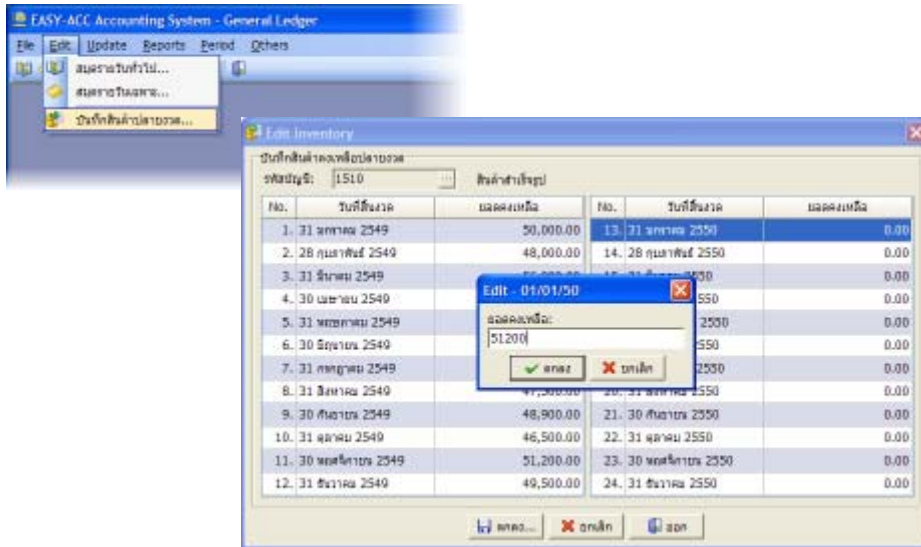 EASY-ACC Accounting System - General Ledger
File Edit Update Reports Period Others
สมุดรายวันทั่วไป...
สมุดรายวันเฉพาะ...
บันทึกสินค้าปลายงวด...
Edit Inventory
บันทึกสินค้าคงเหลือปลายงวด
รหัสบัญชี: 1510 ... สินค้าสำเร็จรูป
No. วันที่สิ้นงวด ยอดคงเหลือ No. วันที่สิ้นงวด ยอดคงเหลือ
1. 31 มกราคม 2549 50,000.00 13. 31 มกราคม 2550 0.00
2. 28 กุมภาพันธ์ 2549 48,000.00 14. 28 กุมภาพันธ์ 2550 0.00
3. 31 มีนาคม 2549 0.00
4. 30 เมษายน 2549 550 0.00
5. 31 พฤษภาคม 2549 2550 0.00
6. 30 มิถุนายน 2549 550 0.00
7. 31 กรกฎาคม 2549 2550 0.00
8. 31 สิงหาคม 2549 47,500.00 20. 31 สิงหาคม 2550 0.00
9. 30 กันยายน 2549 48,900.00 21. 30 กันยายน 2550 0.00
10. 31 ตุลาคม 2549 46,500.00 22. 31 ตุลาคม 2550 0.00
11. 30 พฤศจิกายน 2549 51,200.00 23. 30 พฤศจิกายน 2550 0.00
12. 31 ธันวาคม 2549 49,500.00 24. 31 ธันวาคม 2550 0.00
Edit - 01/01/50
ยอดคงเหลือ:
51200
ตกลง ยกเลิก
ตกลง... ยกเลิก ออก